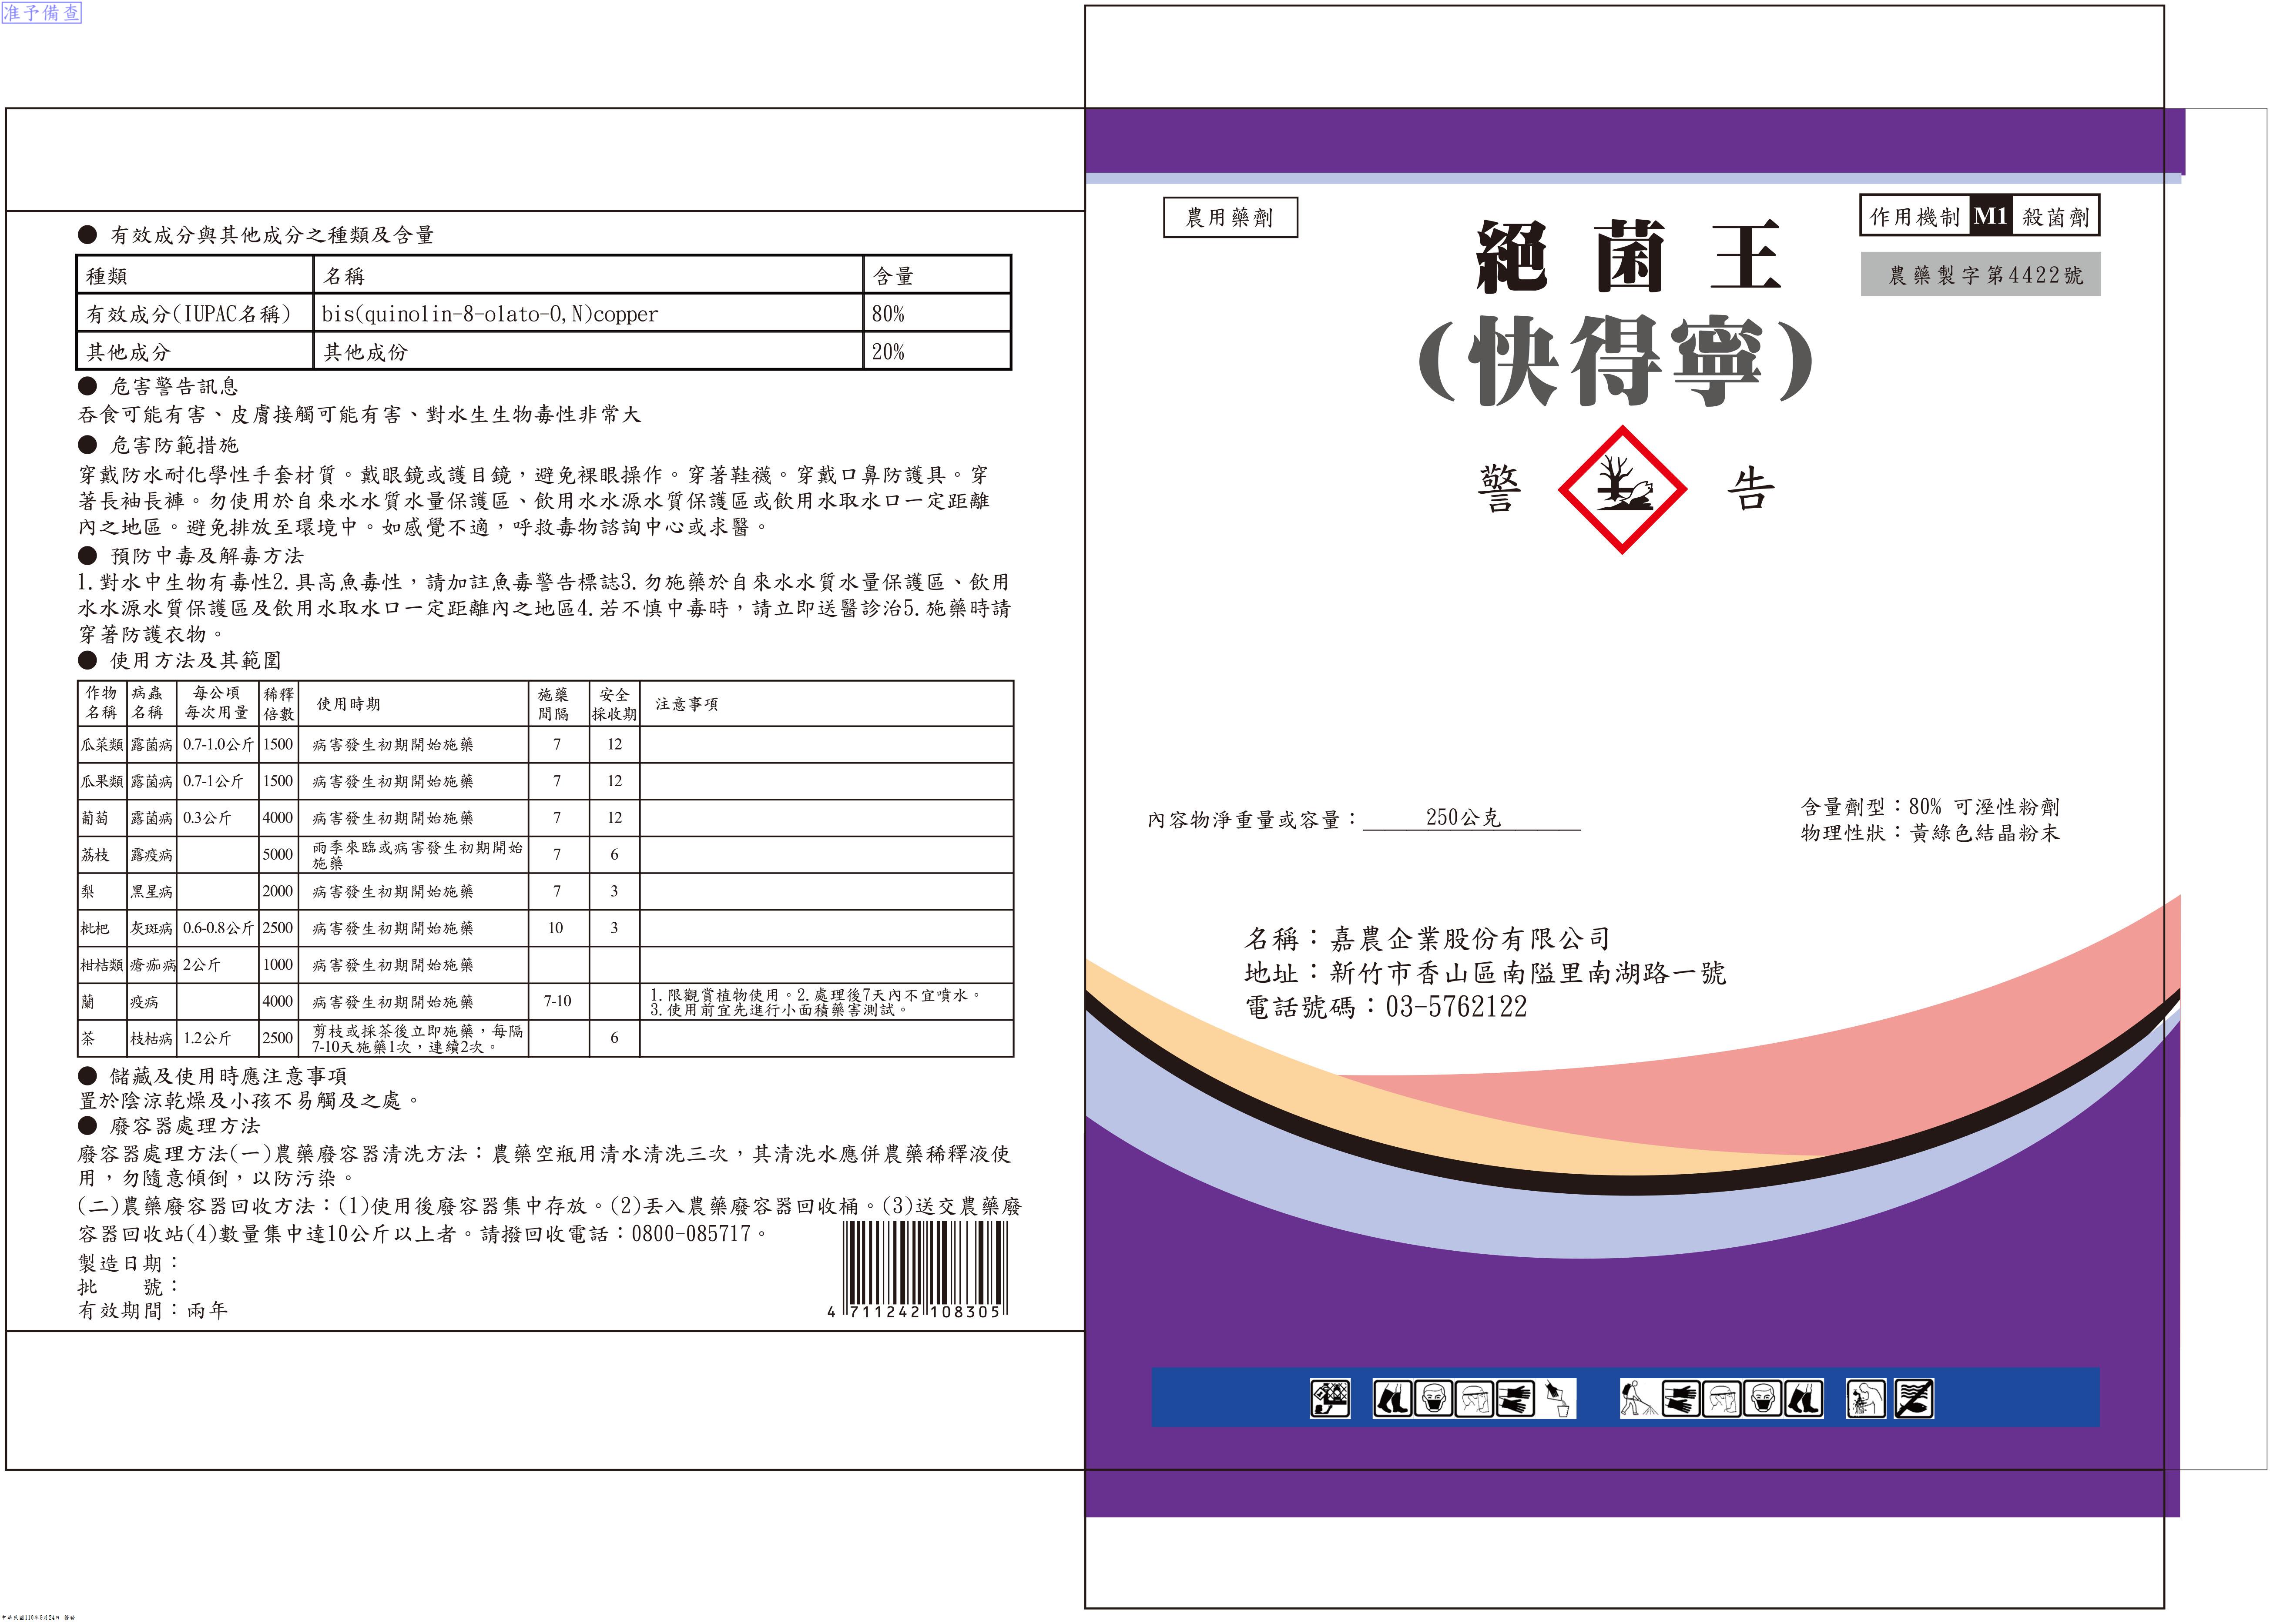 准予備查
● 有效成分與其他成分之種類及含量
種類 名稱 含量
有效成分(IUPAC名稱) bis(quinolin-8-olato-O,N)copper 80%
其他成分 其他成份 20%
● 危害警告訊息
吞食可能有害、皮膚接觸可能有害、對水生生物毒性非常大
● 危害防範措施
穿戴防水耐化學性手套材質。戴眼鏡或護目鏡，避免裸眼操作。穿著鞋襪。穿戴口鼻防護具。穿
著長袖長褲。勿使用於自來水水質水量保護區、飲用水水源水質保護區或飲用水取水口一定距離
內之地區。避免排放至環境中。如感覺不適，呼救毒物諮詢中心或求醫。
● 預防中毒及解毒方法
1.對水中生物有毒性2.具高魚毒性，請加註魚毒警告標誌3.勿施藥於自來水水質水量保護區、飲用
水水源水質保護區及飲用水取水口一定距離內之地區4.若不慎中毒時，請立即送醫診治5.施藥時請
穿著防護衣物。
● 使用方法及其範圍
作物名稱 病蟲名稱 每公頃每次用量 稀釋倍數 使用時期 施藥間隔 安全採收期 注意事項
瓜菜類 露菌病 0.7-1.0公斤 1500 病害發生初期開始施藥 7 12
瓜果類 露菌病 0.7-1公斤 1500 病害發生初期開始施藥 7 12
葡萄 露菌病 0.3公斤 4000 病害發生初期開始施藥 7 12
荔枝 露疫病 5000 雨季來臨或病害發生初期開始施藥 7 6
梨 黑星病 2000 病害發生初期開始施藥 7 3
枇杷 灰斑病 0.6-0.8公斤 2500 病害發生初期開始施藥 10 3
柑桔類 瘡痂病 2公斤 1000 病害發生初期開始施藥
蘭 疫病 4000 病害發生初期開始施藥 7-10 1.限觀賞植物使用。2.處理後7天內不宜噴水。3.使用前宜先進行小面積藥害測試。
茶 枝枯病 1.2公斤 2500 剪枝或採茶後立即施藥，每隔7-10天施藥1次，連續2次。 6
● 儲藏及使用時應注意事項
置於陰涼乾燥及小孩不易觸及之處。
● 廢容器處理方法
廢容器處理方法(一)農藥廢容器清洗方法：農藥空瓶用清水清洗三次，其清洗水應併農藥稀釋液使
用，勿隨意傾倒，以防污染。
(二)農藥廢容器回收方法：(1)使用後廢容器集中存放。(2)丟入農藥廢容器回收桶。(3)送交農藥廢
容器回收站(4)數量集中達10公斤以上者。請撥回收電話：0800-085717。
製造日期：
批　　號：
有效期間：兩年
4 711242 108305
農用藥劑
作用機制 M1 殺菌劑
農藥製字第4422號
絕菌王
(快得寧)
警 告
內容物淨重量或容量：250公克
含量劑型：80% 可溼性粉劑
物理性狀：黃綠色結晶粉末
名稱：嘉農企業股份有限公司
地址：新竹市香山區南隘里南湖路一號
電話號碼：03-5762122